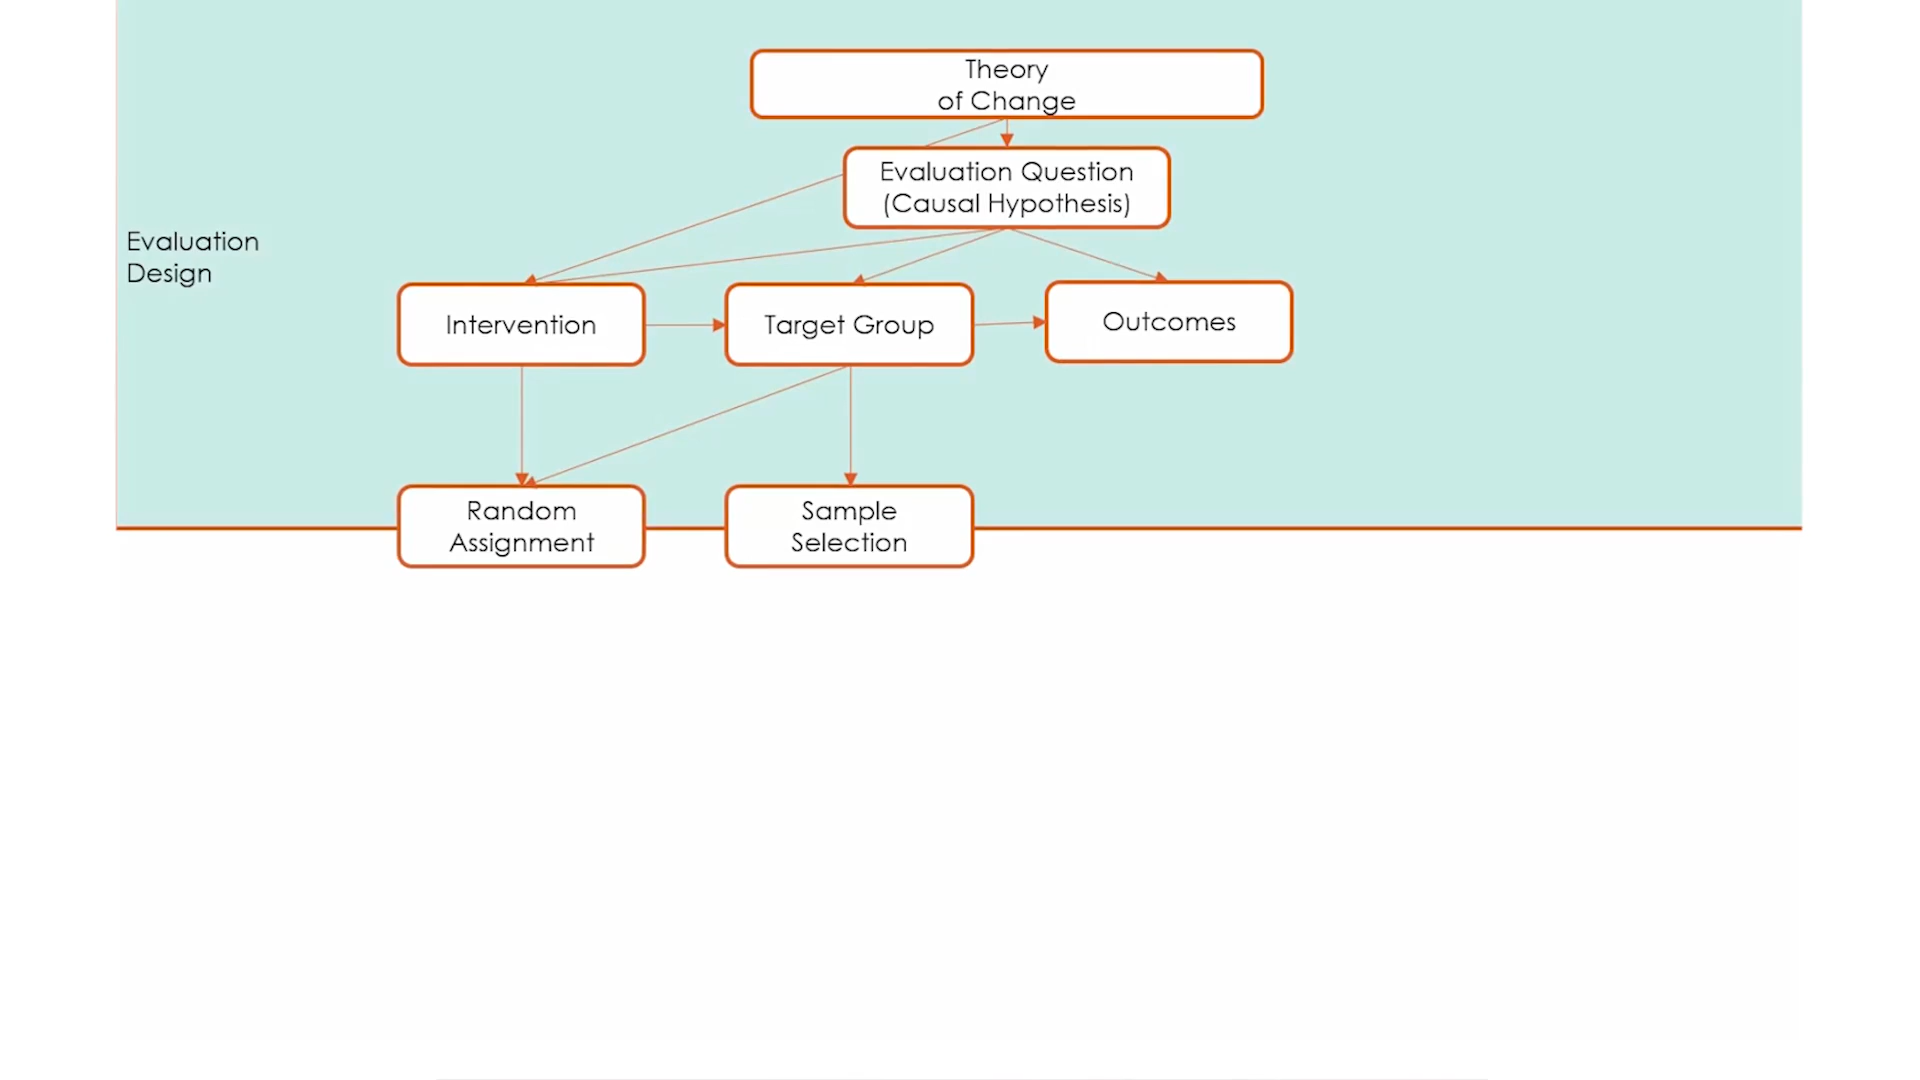 Theory
of Change
Evaluation Question
(Causal Hypothesis)
Evaluation
Design
Intervention
Target Group
Outcomes
Random
Assignment
Sample
Selection